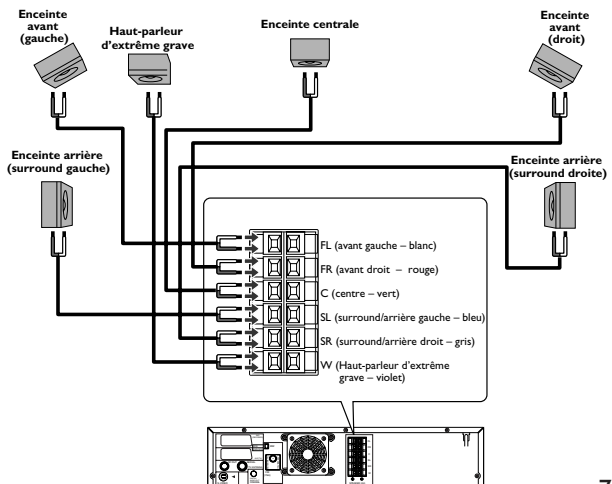 Enceinte
avant
(gauche)
Haut-parleur
d'extrême grave
Enceinte centrale
Enceinte
avant
(droit)
Enceinte arrière
(surround gauche)
Enceinte arrière
(surround droite)
FL (avant gauche – blanc)
FR (avant droit – rouge)
C (centre – vert)
SL (surround/arrière gauche – bleu)
SR (surround/arrière droit – gris)
W (Haut-parleur d'extrême
grave – violet)